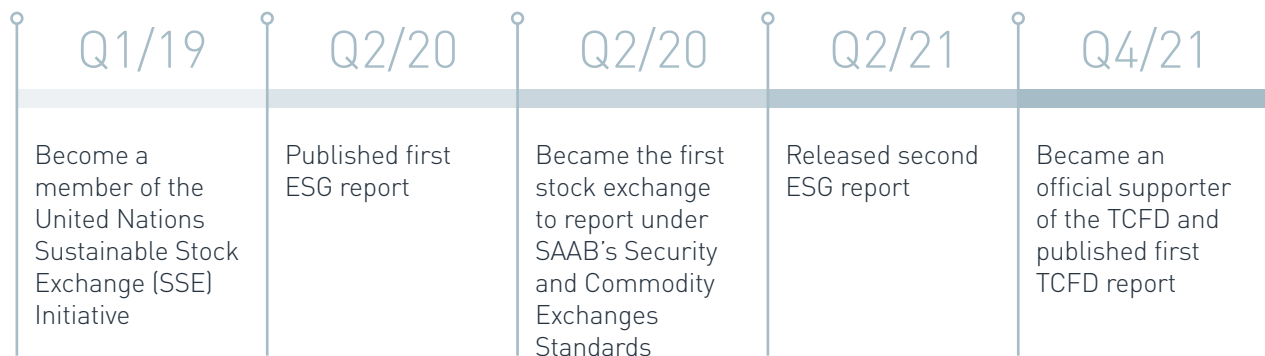 Q1/19
Become a
member of the
United Nations
Sustainable Stock
Exchange (SSE)
Initiative
Q2/20
Published first
ESG report
Q2/20
Became the first
stock exchange
to report under
SAAB's Security
and Commodity
Exchanges
Standards
Q2/21
Released second
ESG report
Q4/21
Became an
official supporter
of the TCFD and
published first
TCFD report